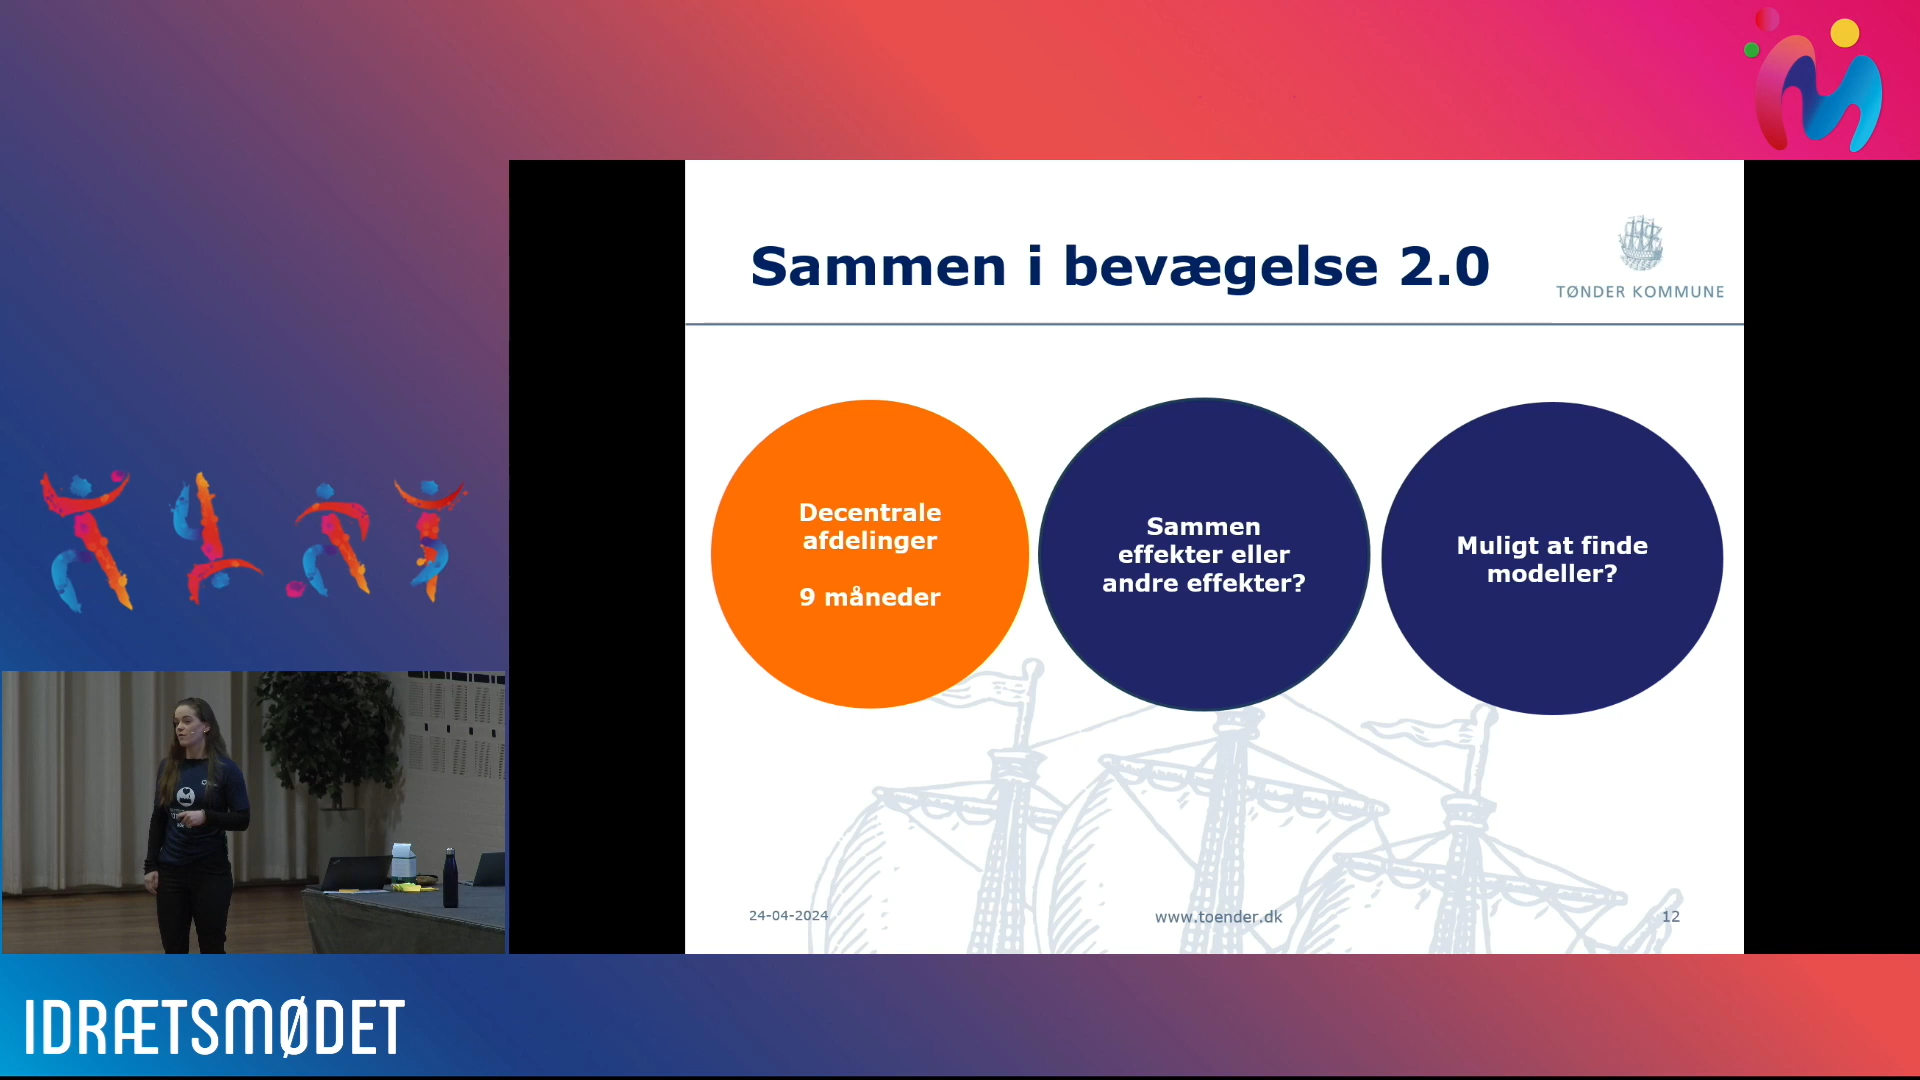 Sammen i bevægelse 2.0
TØNDER KOMMUNE
Decentrale
afdelinger
9 måneder
Sammen
effekter eller
andre effekter?
Muligt at finde
modeller?
24-04-2024
www.toender.dk
12
IDRÆTSMØDET